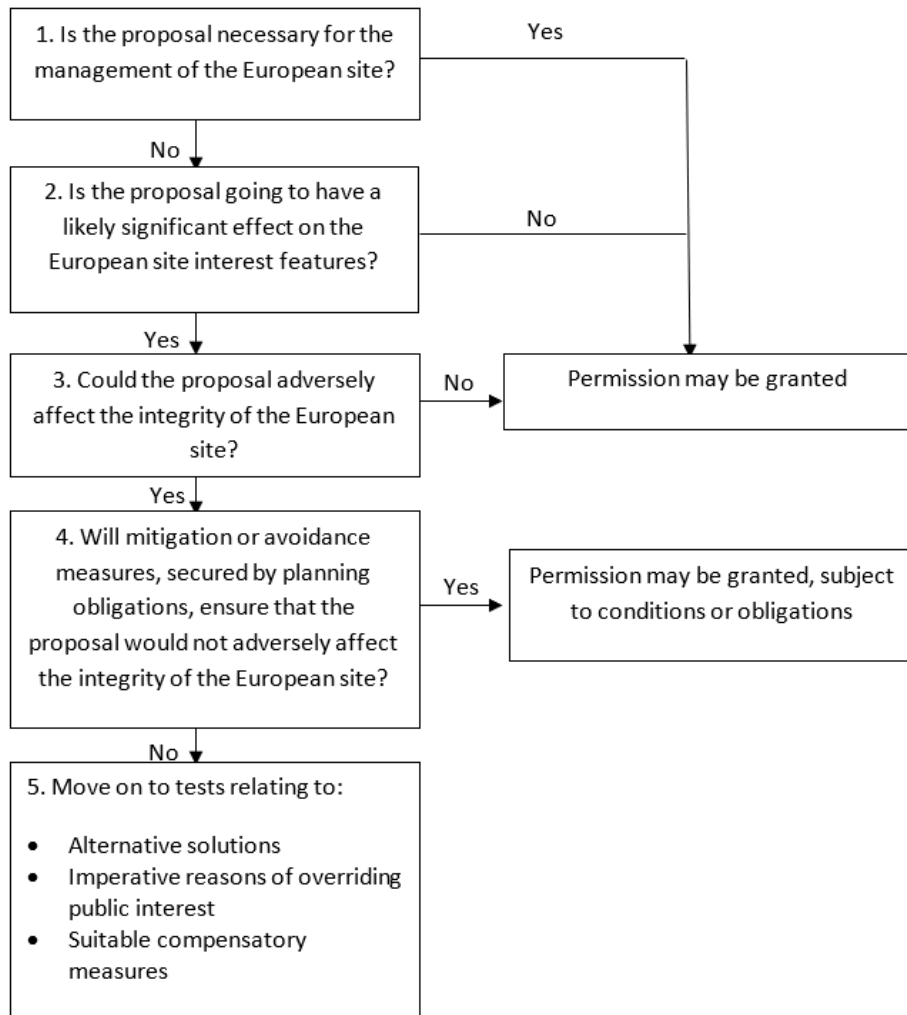 1. Is the proposal necessary for the
management of the European site?
Yes
No
2. Is the proposal going to have a
likely significant effect on the
European site interest features?
No
Yes
3. Could the proposal adversely
affect the integrity of the European
site?
No
Permission may be granted
Yes
4. Will mitigation or avoidance
measures, secured by planning
obligations, ensure that the
proposal would not adversely affect
the integrity of the European site?
Yes
Permission may be granted, subject
to conditions or obligations
No
5. Move on to tests relating to:
• Alternative solutions
• Imperative reasons of overriding
public interest
• Suitable compensatory
measures